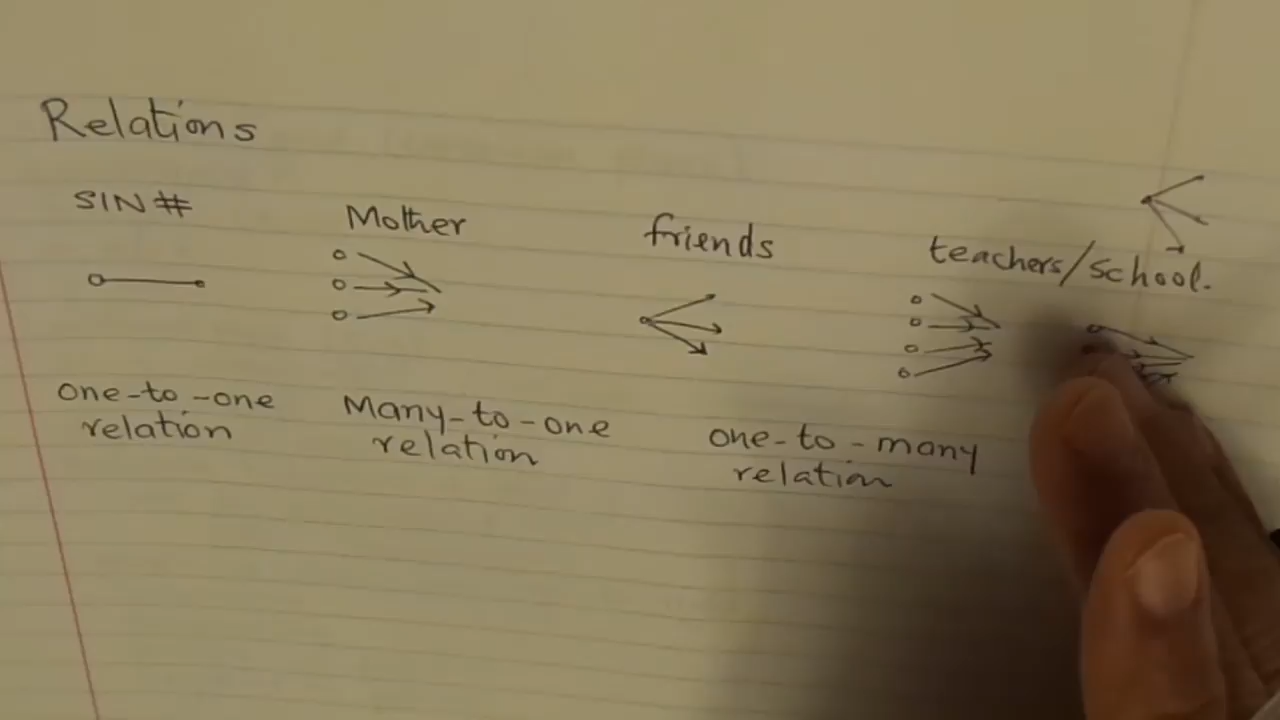 Relations
SIN #
Mother
friends
teachers/school.
one-to-one
relation
Many-to-one
relation
one-to-many
relation